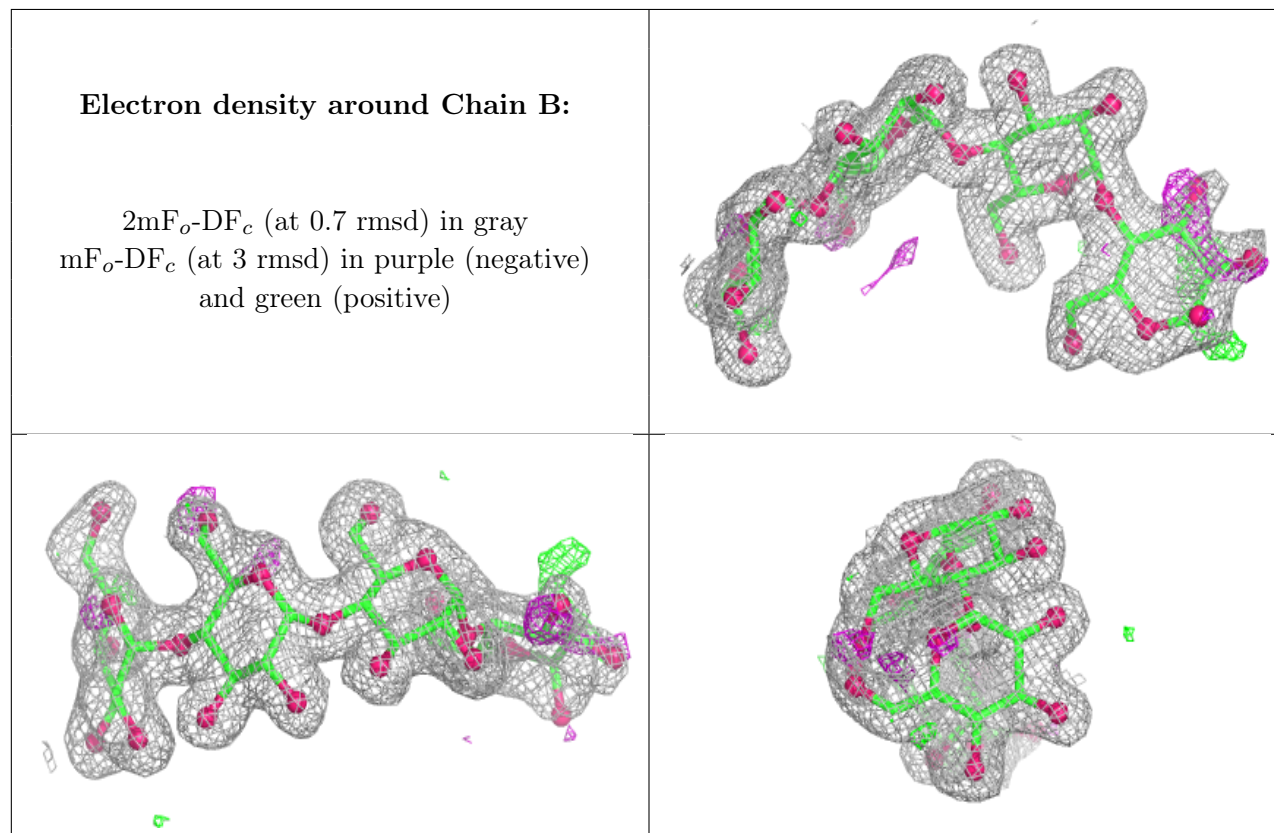 Electron density around Chain B:
2mFo-DFc (at 0.7 rmsd) in gray
mFo-DFc (at 3 rmsd) in purple (negative)
and green (positive)